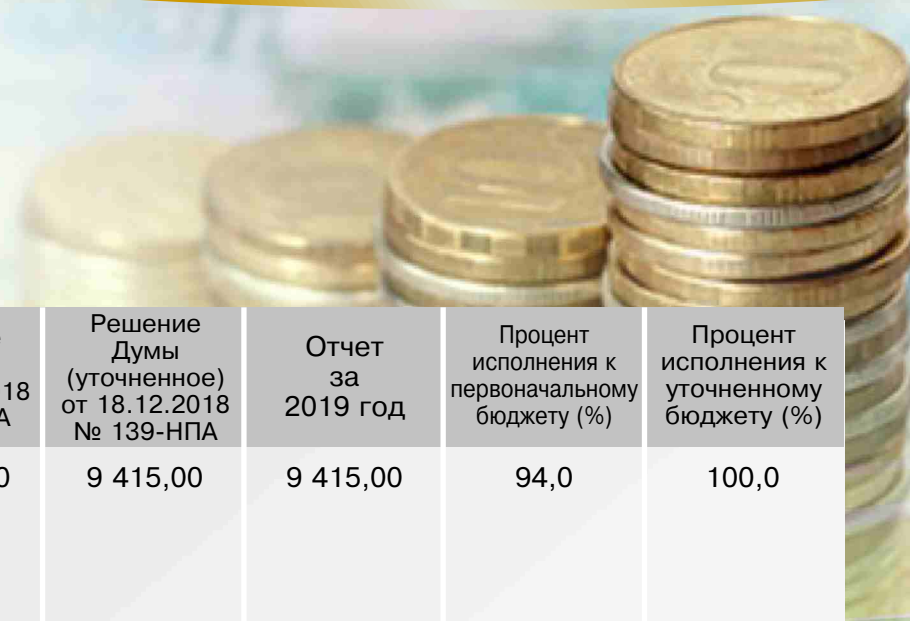 18
Решение
Думы
(уточненное)
от 18.12.2018
№ 139-НПА
Отчет
за
2019 год
Процент
исполнения к
первоначальному
бюджету (%)
Процент
исполнения к
уточненному
бюджету (%)
9 415,00
9 415,00
94,0
100,0